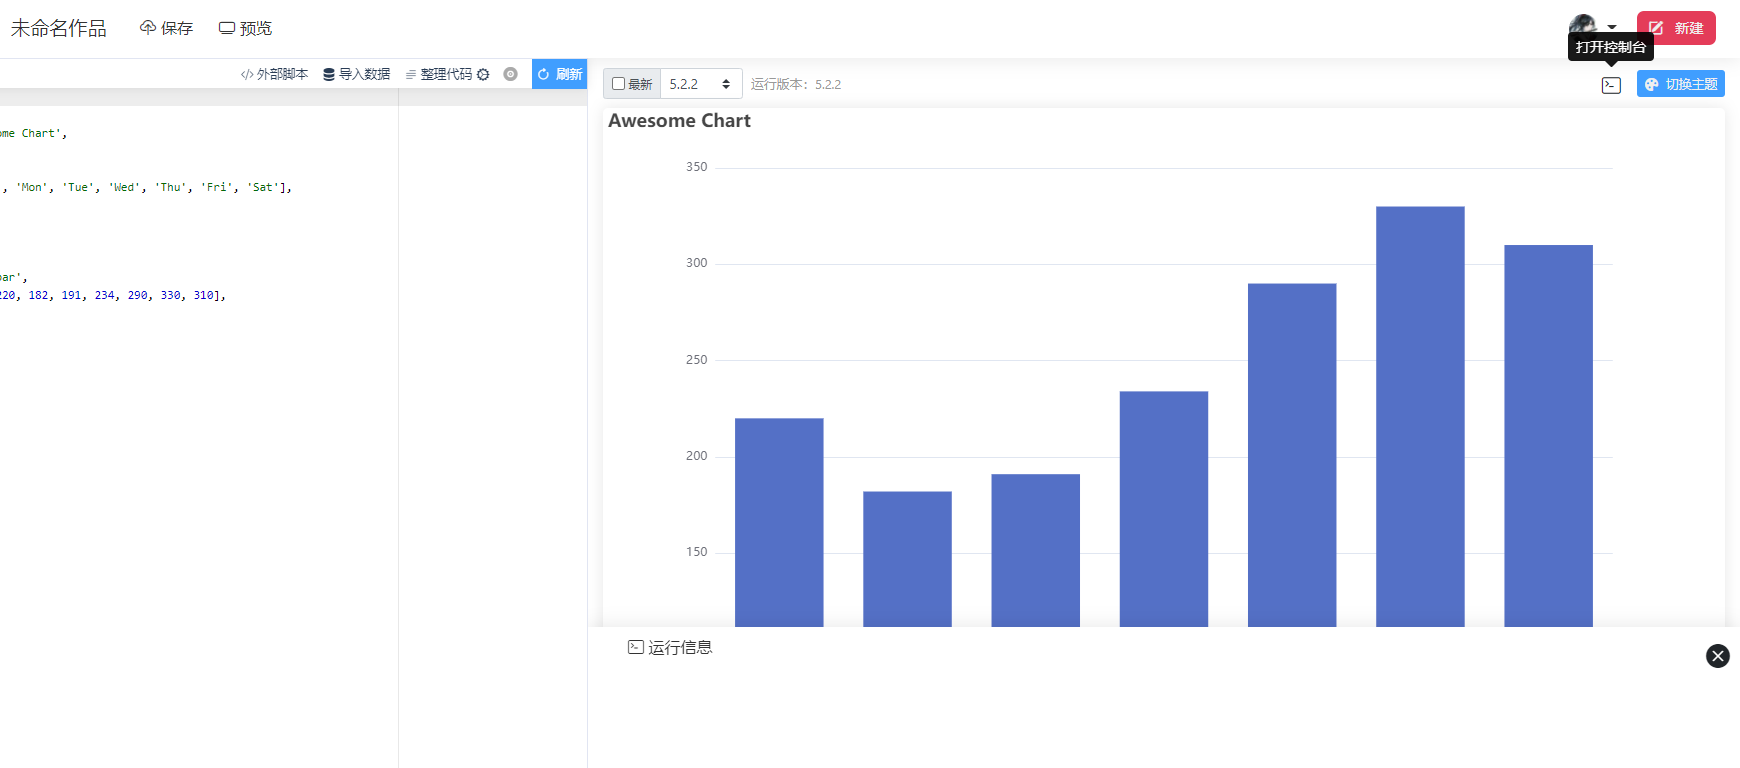 未命名作品 保存 预览 新建
打开控制台
外部脚本 导入数据 整理代码 刷新
最新 5.2.2 运行版本：5.2.2 切换主题
ome Chart',
, 'Mon', 'Tue', 'Wed', 'Thu', 'Fri', 'Sat'],
bar',
220, 182, 191, 234, 290, 330, 310],
Awesome Chart
350
300
250
200
150
运行信息